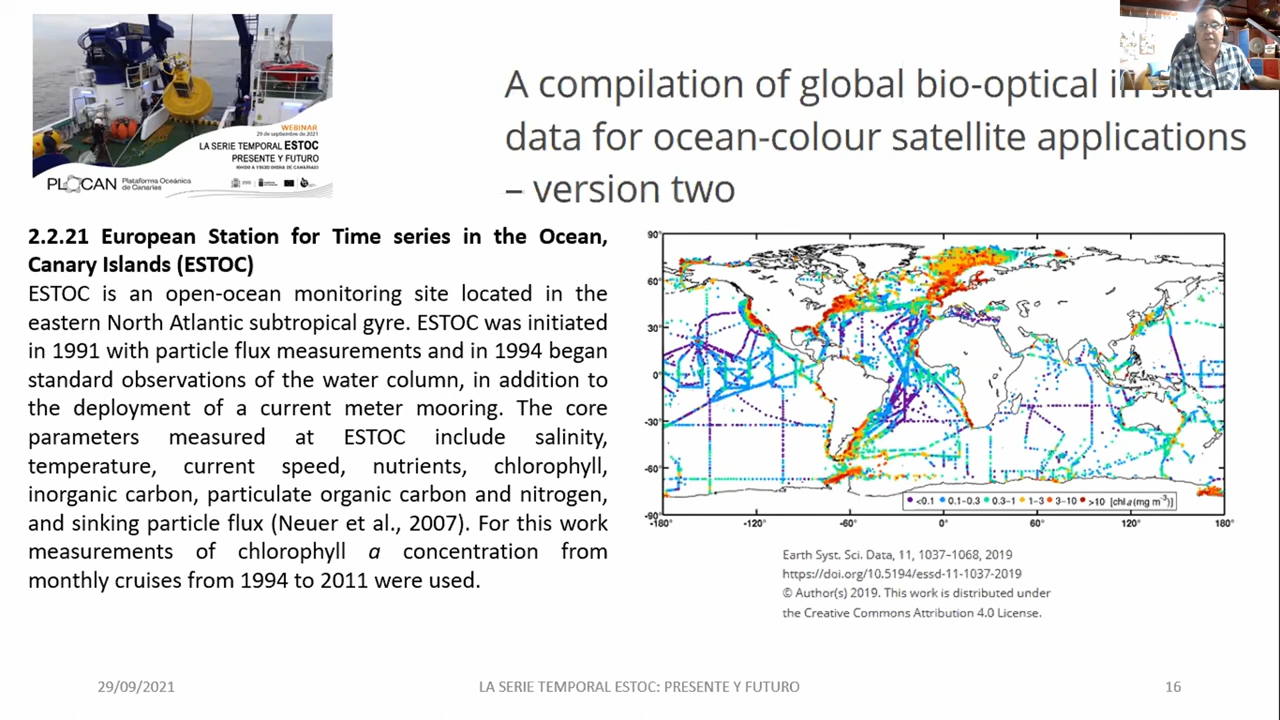 WEBINAR
29 de septiembre de 2021
LA SERIE TEMPORAL ESTOC
PRESENTE Y FUTURO
PLOCAN Plataforma Oceánica
de Canarias
A compilation of global bio-optical in situ
data for ocean-colour satellite applications
– version two
2.2.21 European Station for Time series in the Ocean,
Canary Islands (ESTOC)
ESTOC is an open-ocean monitoring site located in the
eastern North Atlantic subtropical gyre. ESTOC was initiated
in 1991 with particle flux measurements and in 1994 began
standard observations of the water column, in addition to
the deployment of a current meter mooring. The core
parameters measured at ESTOC include salinity,
temperature, current speed, nutrients, chlorophyll,
inorganic carbon, particulate organic carbon and nitrogen,
and sinking particle flux (Neuer et al., 2007). For this work
measurements of chlorophyll a concentration from
monthly cruises from 1994 to 2011 were used.
90°
60°
30°
0°
-30°
-60°
-90°
<0.1 0.1-0.3 0.3-1 1-3 3-10 >10 [chl a (mg m-3)]
-180° -120° -60° 0° 60° 120° 180°
Earth Syst. Sci. Data, 11, 1037–1068, 2019
https://doi.org/10.5194/essd-11-1037-2019
© Author(s) 2019. This work is distributed under
the Creative Commons Attribution 4.0 License.
29/09/2021 LA SERIE TEMPORAL ESTOC: PRESENTE Y FUTURO 16